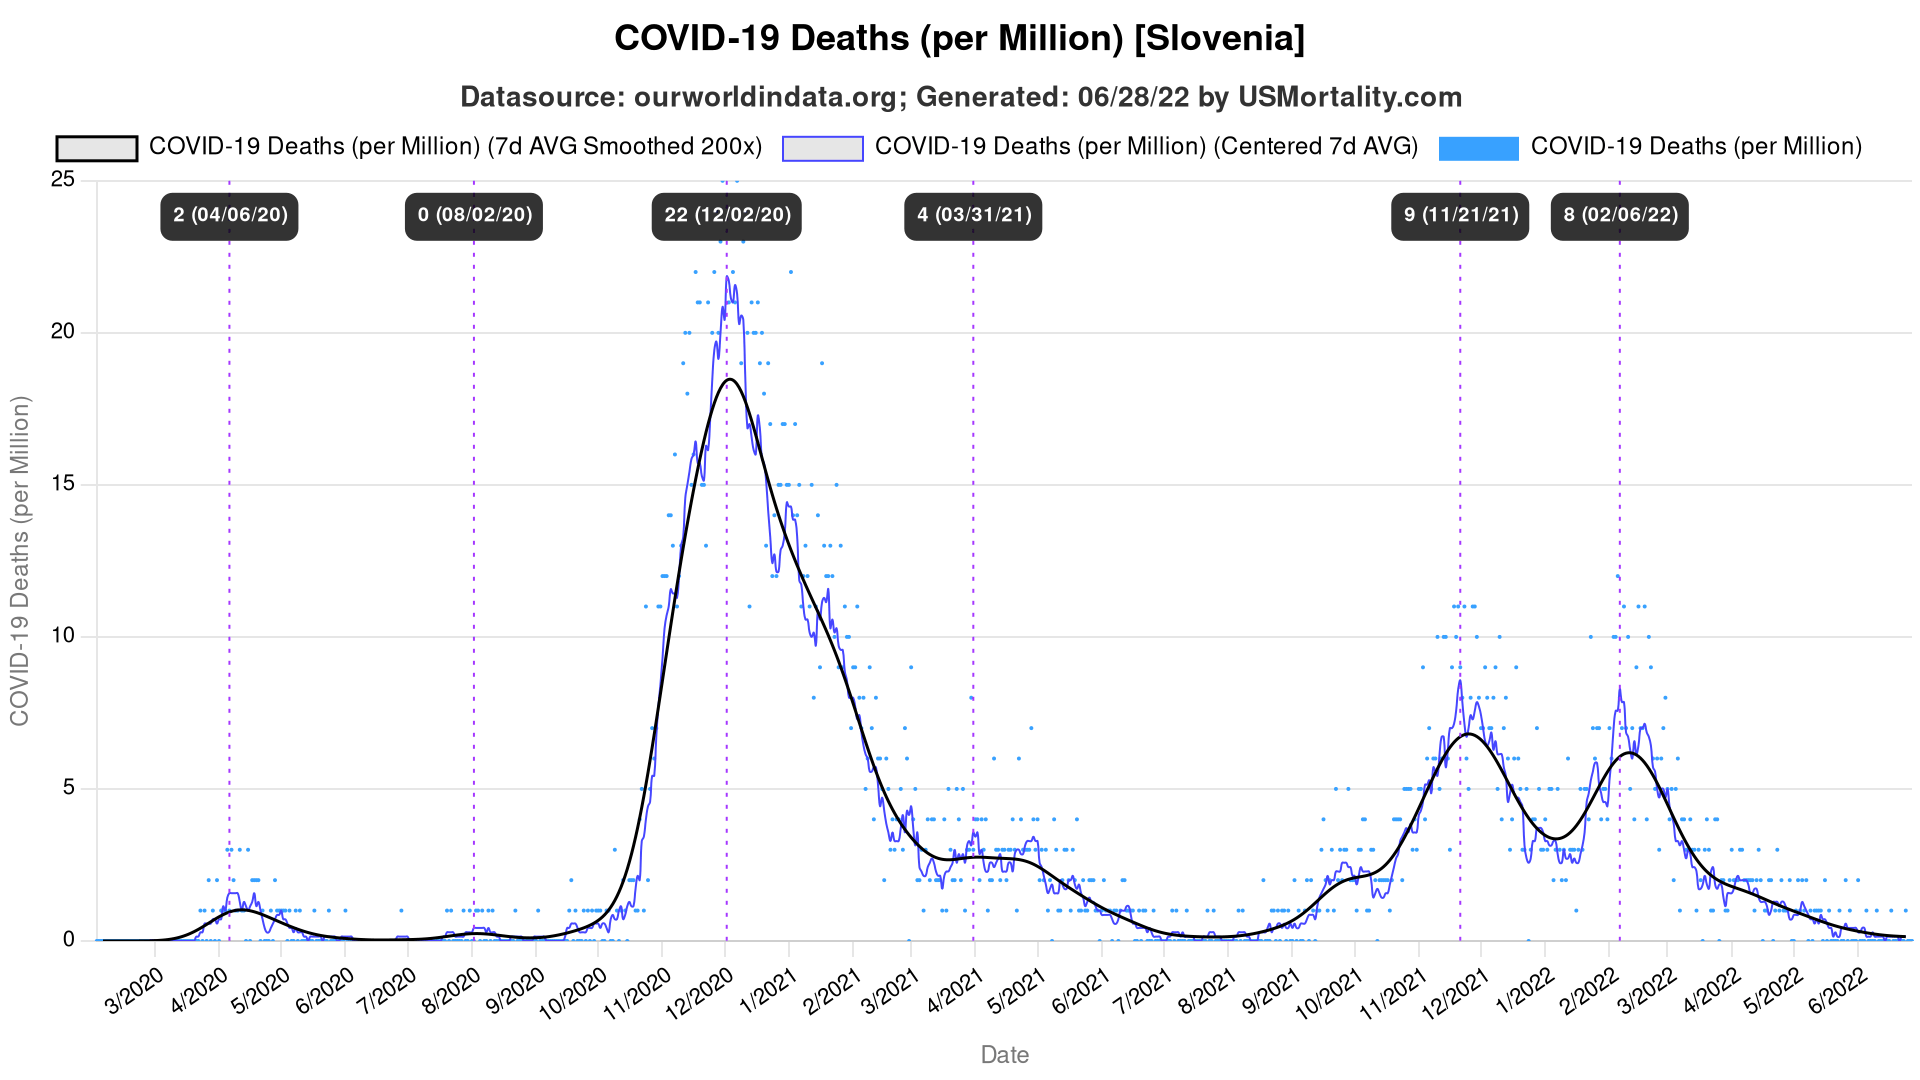 COVID-19 Deaths (per Million) [Slovenia]
Datasource: ourworldindata.org; Generated: 06/28/22 by USMortality.com
COVID-19 Deaths (per Million) (7d AVG Smoothed 200x) COVID-19 Deaths (per Million) (Centered 7d AVG) COVID-19 Deaths (per Million)
2 (04/06/20) 0 (08/02/20) 22 (12/02/20) 4 (03/31/21) 9 (11/21/21) 8 (02/06/22)
COVID-19 Deaths (per Million)
25
20
15
10
5
0
3/2020 4/2020 5/2020 6/2020 7/2020 8/2020 9/2020 10/2020 11/2020 12/2020 1/2021 2/2021 3/2021 4/2021 5/2021 6/2021 7/2021 8/2021 9/2021 10/2021 11/2021 12/2021 1/2022 2/2022 3/2022 4/2022 5/2022 6/2022
Date